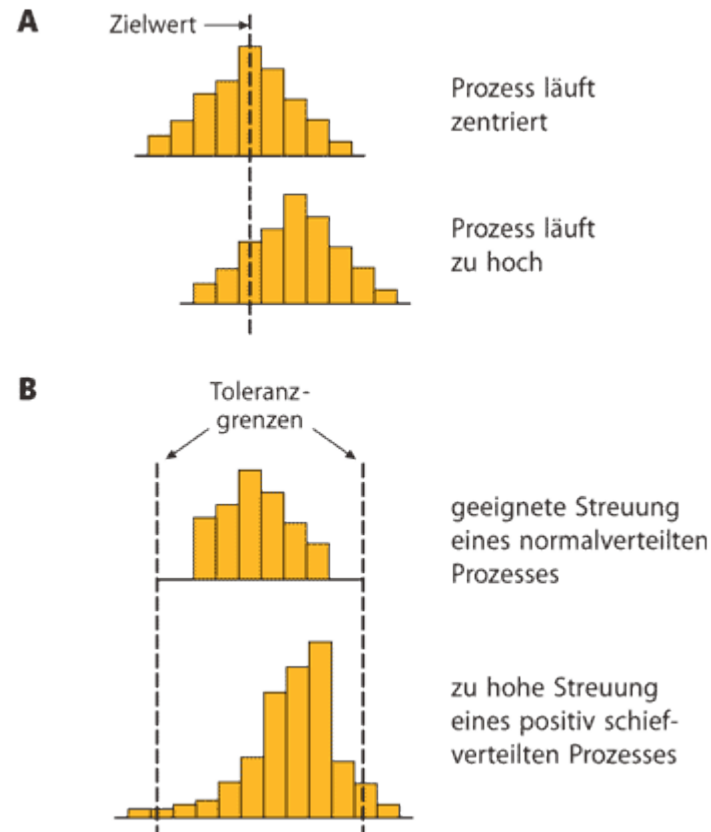 A
Zielwert
Prozess läuft
zentriert
Prozess läuft
zu hoch
B
Toleranz-
grenzen
geeignete Streuung
eines normalverteilten
Prozesses
zu hohe Streuung
eines positiv schief-
verteilten Prozesses